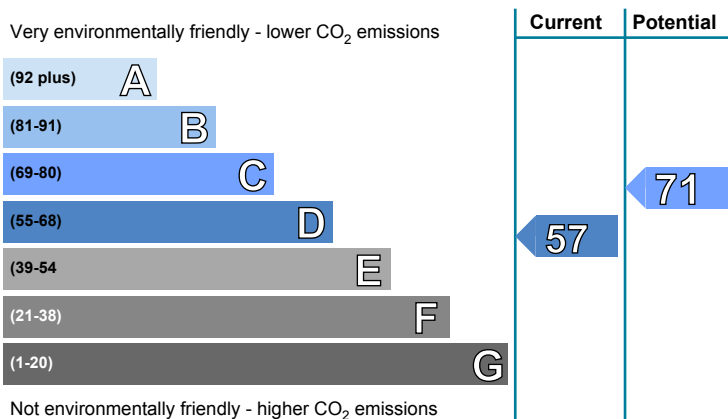 Current Potential
Very environmentally friendly - lower CO2 emissions
(92 plus) A
(81-91) B
(69-80) C
71
(55-68) D
57
(39-54 E
(21-38) F
(1-20) G
Not environmentally friendly - higher CO2 emissions